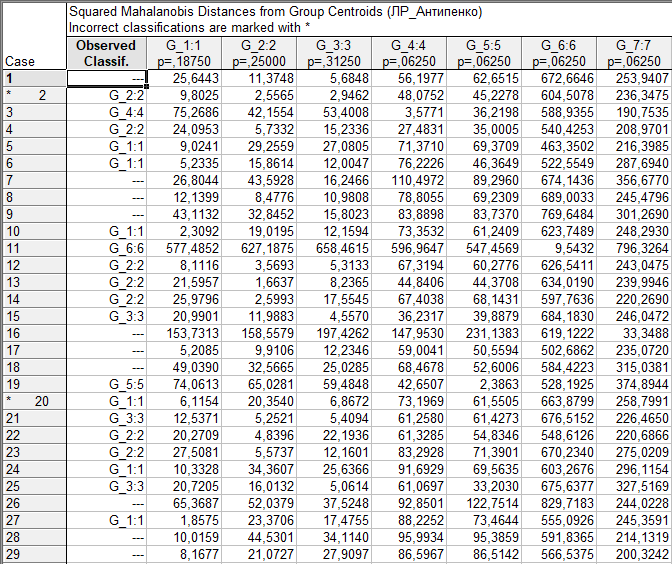 Squared Mahalanobis Distances from Group Centroids (ЛР_Антипенко)
Incorrect classifications are marked with *
Case Observed Classif. G_1:1 p=,18750 G_2:2 p=,25000 G_3:3 p=,31250 G_4:4 p=,06250 G_5:5 p=,06250 G_6:6 p=,06250 G_7:7 p=,06250
1 --- 25,6443 11,3748 5,6848 56,1977 62,6515 672,6646 253,9407
* 2 G_2:2 9,8025 2,5565 2,9462 48,0752 45,2278 604,5078 236,3475
3 G_4:4 75,2686 42,1554 53,4008 3,5771 36,2198 588,9355 190,7535
4 G_2:2 24,0953 5,7332 15,2336 27,4831 35,0005 540,4253 208,9701
5 G_1:1 9,0241 29,2559 27,0805 71,3710 69,3709 463,3502 216,3985
6 G_1:1 5,2335 15,8614 12,0047 76,2226 46,3649 522,5549 287,6940
7 --- 26,8044 43,5928 16,2466 110,4972 89,2960 674,1436 356,6770
8 --- 12,1399 8,4776 10,9808 78,8055 69,2309 689,0033 245,4796
9 --- 43,1132 32,8452 15,8023 83,8898 83,7370 769,6484 301,2690
10 G_1:1 2,3092 19,0195 12,1594 73,3532 61,2409 623,7489 248,2930
11 G_6:6 577,4852 627,1875 658,4615 596,9647 547,4569 9,5432 796,3264
12 G_2:2 8,1116 3,5693 5,3133 67,3194 60,2776 626,5411 243,0475
13 G_2:2 21,5957 1,6637 8,2365 44,8406 44,3708 634,0190 239,9946
14 G_2:2 25,9796 2,5993 17,5545 67,4038 68,1431 597,7636 220,2690
15 G_3:3 20,9901 11,9883 4,5570 36,2317 39,8879 684,1830 246,0472
16 --- 153,7313 158,5579 197,4262 147,9530 231,1383 619,1222 33,3488
17 --- 5,2085 9,9106 12,2346 59,0041 50,5594 502,6862 235,0720
18 --- 49,0390 32,5665 25,0285 68,4678 52,6006 584,4223 315,0381
19 G_5:5 74,0613 65,0281 59,4848 42,6507 2,3863 528,1925 374,8944
* 20 G_1:1 6,1154 20,3540 6,8672 73,1969 61,5505 663,8799 258,7991
21 G_3:3 12,5371 5,2521 5,4094 61,2580 61,4273 676,5152 226,4650
22 G_2:2 20,2709 4,8396 22,1936 61,3285 54,8346 548,6126 220,6866
23 G_2:2 27,5081 5,5737 12,1601 83,2928 71,3901 670,2340 275,0209
24 G_1:1 10,3328 34,3607 25,6366 91,6929 69,5635 603,2676 296,1154
25 G_3:3 20,7205 16,0132 5,0614 61,0697 33,2030 675,6377 327,5169
26 --- 65,3687 52,0379 37,5248 92,8501 122,7514 829,7183 244,0228
27 G_1:1 1,8575 23,3706 17,4755 88,2252 73,4644 555,0926 245,3591
28 --- 10,0159 44,5301 34,1140 95,9934 95,3859 591,8365 214,1319
29 --- 8,1677 21,0727 27,9097 86,5967 86,5142 566,5375 200,3242